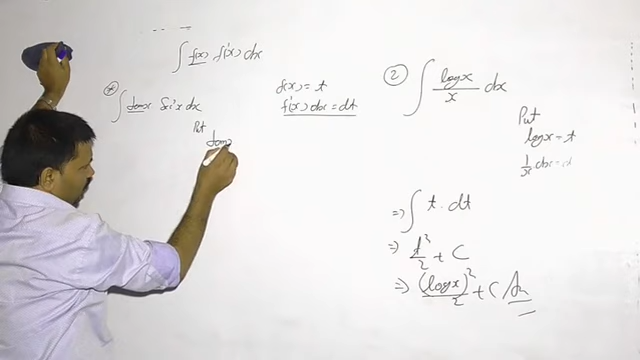 ∫ f(x) f'(x) dx
∫ tanx Sec²x dx
Put
tanx
f(x) = t
f'(x) dx = dt
② ∫ logx/x dx
Put
logx = t
1/x dx = dt
⇒ ∫ t . dt
⇒ t²/2 + C
⇒ (logx)²/2 + C An